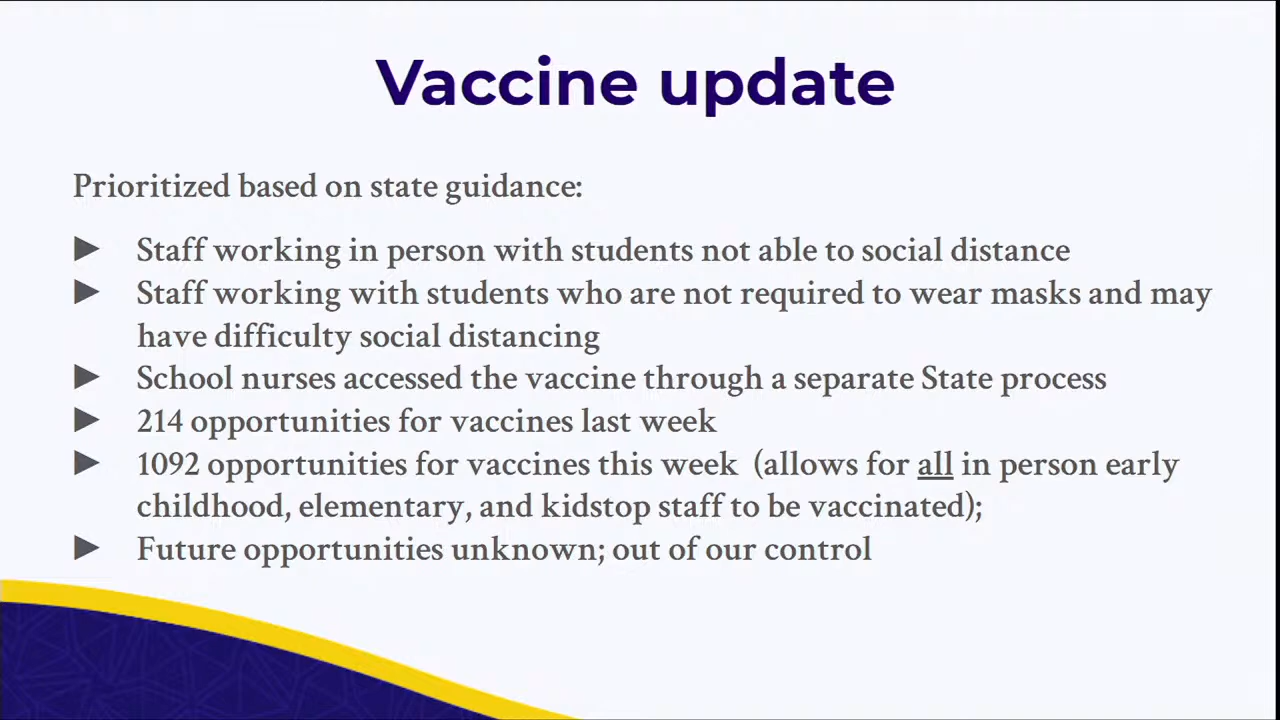 Vaccine update
Prioritized based on state guidance:
► Staff working in person with students not able to social distance
► Staff working with students who are not required to wear masks and may
have difficulty social distancing
► School nurses accessed the vaccine through a separate State process
► 214 opportunities for vaccines last week
► 1092 opportunities for vaccines this week (allows for all in person early
childhood, elementary, and kidstop staff to be vaccinated);
► Future opportunities unknown; out of our control